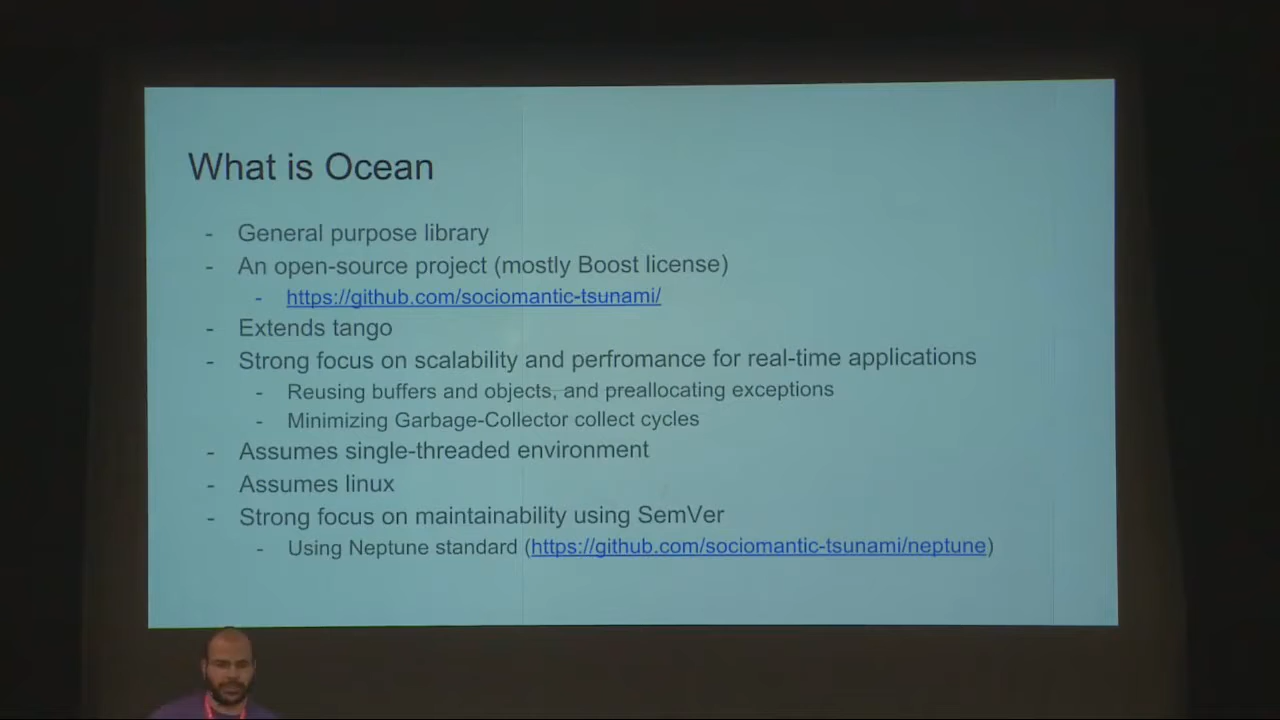 What is Ocean
- General purpose library
- An open-source project (mostly Boost license)
- https://github.com/sociomantic-tsunami/
- Extends tango
- Strong focus on scalability and perfromance for real-time applications
- Reusing buffers and objects, and preallocating exceptions
- Minimizing Garbage-Collector collect cycles
- Assumes single-threaded environment
- Assumes linux
- Strong focus on maintainability using SemVer
- Using Neptune standard (https://github.com/sociomantic-tsunami/neptune)